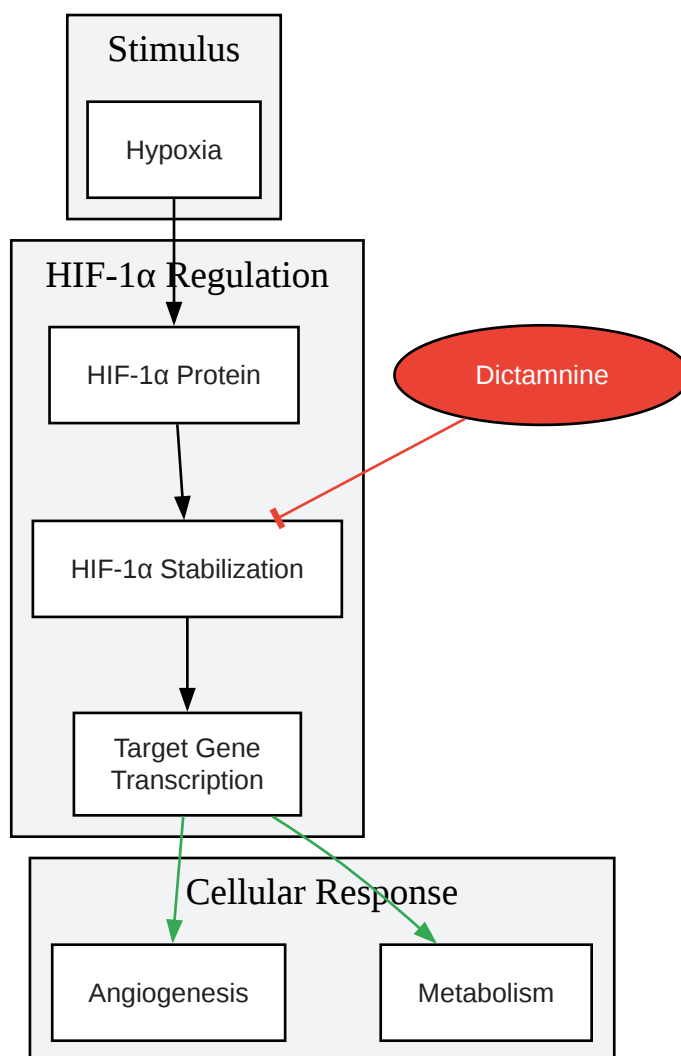 Stimulus
Hypoxia
HIF-1α Regulation
HIF-1α Protein
Dictamnine
HIF-1α Stabilization
Target Gene
Transcription
Cellular Response
Angiogenesis
Metabolism